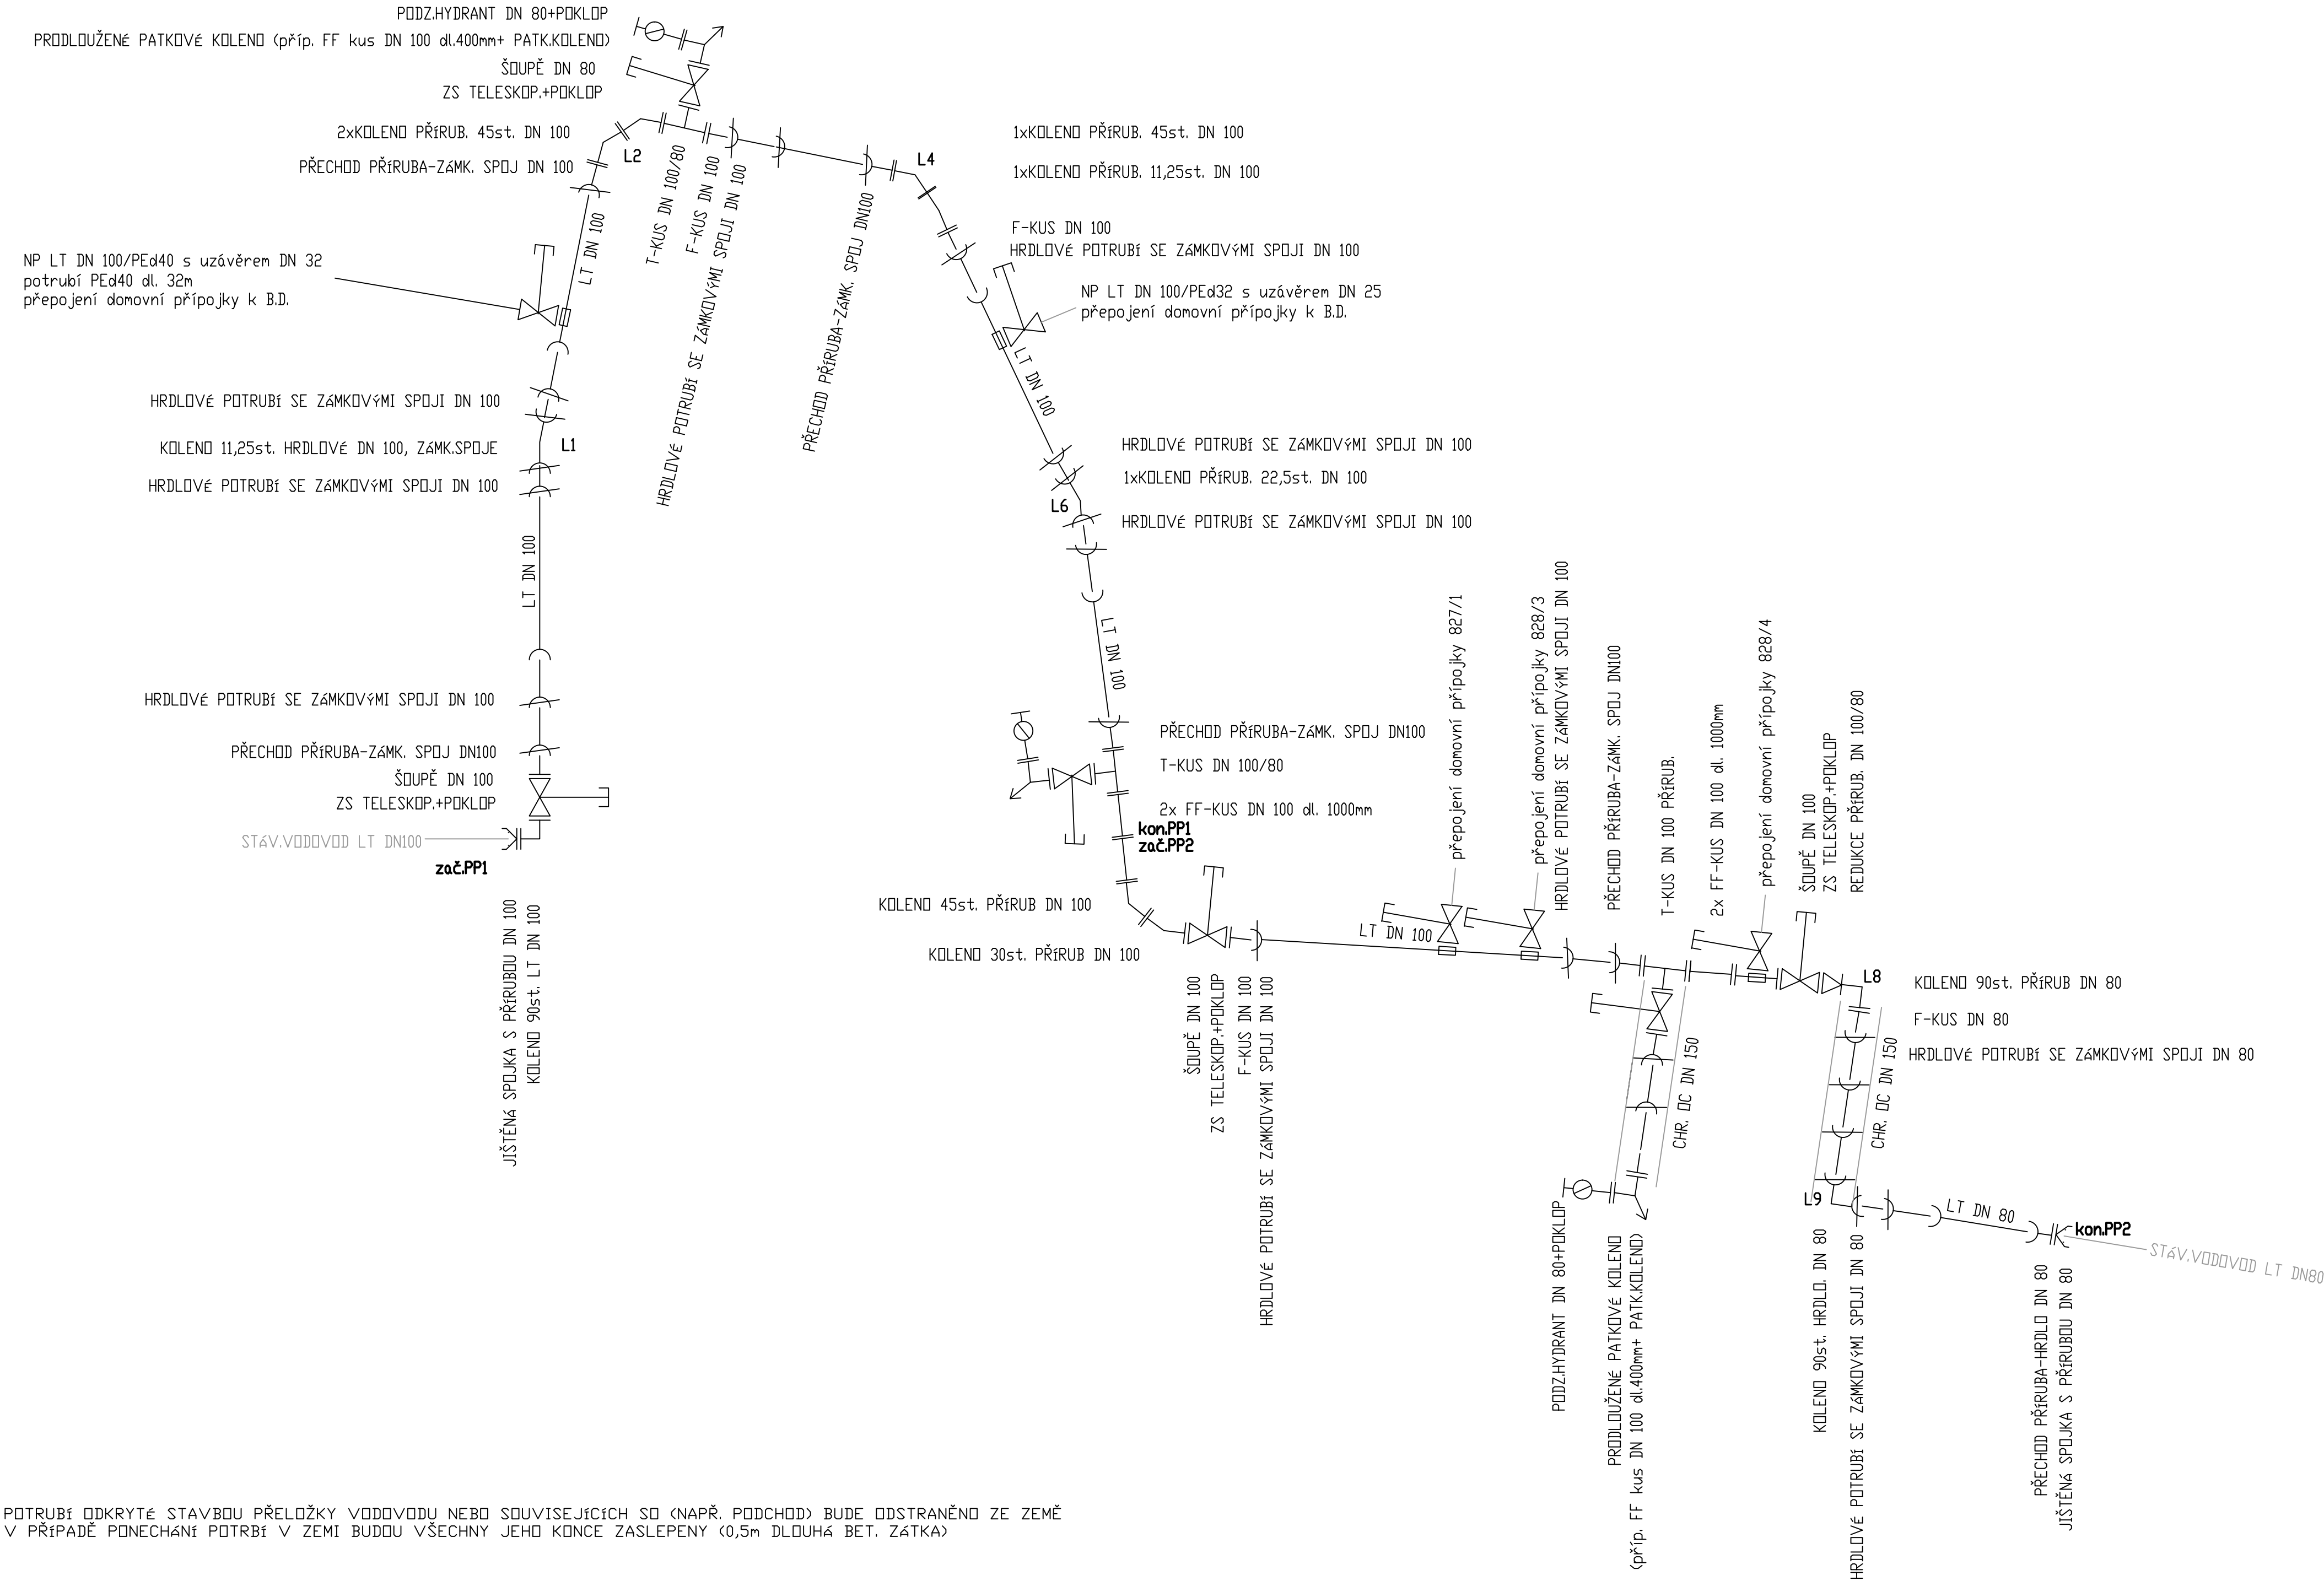 PODZ.HYDRANT DN 80+POKLOP
PRODLOUŽENÉ PATKOVÉ KOLENO (příp. FF kus DN 100 dl.400mm+ PATK.KOLENO)
ŠOUPĚ DN 80
ZS TELESKOP.+POKLOP
2xKOLENO PŘÍRUB. 45st. DN 100
PŘECHOD PŘÍRUBA-ZÁMK. SPOJ DN 100
L2
LT DN 100
T-KUS DN 100/80
F-KUS DN 100
HRDLOVÉ POTRUBÍ SE ZÁMKOVÝMI SPOJI DN 100
PŘECHOD PŘÍRUBA-ZÁMK. SPOJ DN100
L4
1xKOLENO PŘÍRUB. 45st. DN 100
1xKOLENO PŘÍRUB. 11,25st. DN 100
F-KUS DN 100
HRDLOVÉ POTRUBÍ SE ZÁMKOVÝMI SPOJI DN 100
NP LT DN 100/PEd32 s uzávěrem DN 25
přepojení domovní přípojky k B.D.
LT DN 100
NP LT DN 100/PEd40 s uzávěrem DN 32
potrubí PEd40 dl. 32m
přepojení domovní přípojky k B.D.
HRDLOVÉ POTRUBÍ SE ZÁMKOVÝMI SPOJI DN 100
KOLENO 11,25st. HRDLOVÉ DN 100, ZÁMK.SPOJE
L1
HRDLOVÉ POTRUBÍ SE ZÁMKOVÝMI SPOJI DN 100
LT DN 100
HRDLOVÉ POTRUBÍ SE ZÁMKOVÝMI SPOJI DN 100
PŘECHOD PŘÍRUBA-ZÁMK. SPOJ DN100
ŠOUPĚ DN 100
ZS TELESKOP.+POKLOP
STÁV.VODOVOD LT DN100
zač.PP1
JIŠTĚNÁ SPOJKA S PŘÍRUBOU DN 100
KOLENO 90st. LT DN 100
HRDLOVÉ POTRUBÍ SE ZÁMKOVÝMI SPOJI DN 100
1xKOLENO PŘÍRUB. 22,5st. DN 100
L6
HRDLOVÉ POTRUBÍ SE ZÁMKOVÝMI SPOJI DN 100
LT DN 100
PŘECHOD PŘÍRUBA-ZÁMK. SPOJ DN100
T-KUS DN 100/80
2x FF-KUS DN 100 dl. 1000mm
kon.PP1
zač.PP2
KOLENO 45st. PŘÍRUB DN 100
KOLENO 30st. PŘÍRUB DN 100
ŠOUPĚ DN 100
ZS TELESKOP.+POKLOP
F-KUS DN 100
HRDLOVÉ POTRUBÍ SE ZÁMKOVÝMI SPOJI DN 100
LT DN 100
přepojení domovní přípojky 827/1
přepojení domovní přípojky 828/3
HRDLOVÉ POTRUBÍ SE ZÁMKOVÝMI SPOJI DN 100
PŘECHOD PŘÍRUBA-ZÁMK. SPOJ DN100
T-KUS DN 100 PŘÍRUB.
2x FF-KUS DN 100 dl. 1000mm
přepojení domovní přípojky 828/4
ŠOUPĚ DN 100
ZS TELESKOP.+POKLOP
REDUKCE PŘÍRUB. DN 100/80
L8
KOLENO 90st. PŘÍRUB DN 80
F-KUS DN 80
HRDLOVÉ POTRUBÍ SE ZÁMKOVÝMI SPOJI DN 80
CHR. OC DN 150
CHR. OC DN 150
PODZ.HYDRANT DN 80+POKLOP
PRODLOUŽENÉ PATKOVÉ KOLENO
(příp. FF kus DN 100 dl.400mm+ PATK.KOLENO)
L9
KOLENO 90st. HRDLO. DN 80
HRDLOVÉ POTRUBÍ SE ZÁMKOVÝMI SPOJI DN 80
LT DN 80
kon.PP2
STÁV.VODOVOD LT DN80
PŘECHOD PŘÍRUBA-HRDLO DN 80
JIŠTĚNÁ SPOJKA S PŘÍRUBOU DN 80
POTRUBÍ ODKRYTÉ STAVBOU PŘELOŽKY VODOVODU NEBO SOUVISEJÍCÍCH SO (NAPŘ. PODCHOD) BUDE ODSTRANĚNO ZE ZEMĚ
V PŘÍPADĚ PONECHÁNÍ POTRBÍ V ZEMI BUDOU VŠECHNY JEHO KONCE ZASLEPENY (0,5m DLOUHÁ BET. ZÁTKA)